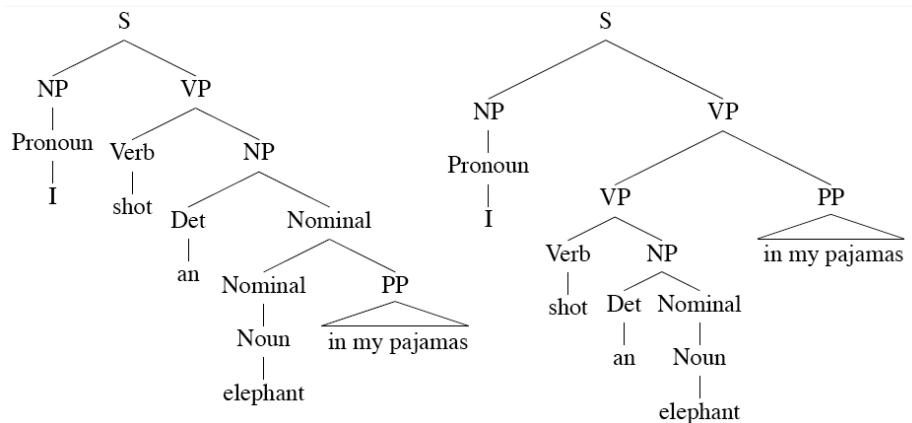 S
NP VP
Pronoun Verb NP
I shot Det Nominal
an Nominal PP
Noun in my pajamas
elephant
S
NP VP
Pronoun VP PP
I Verb NP in my pajamas
shot Det Nominal
an Noun
elephant